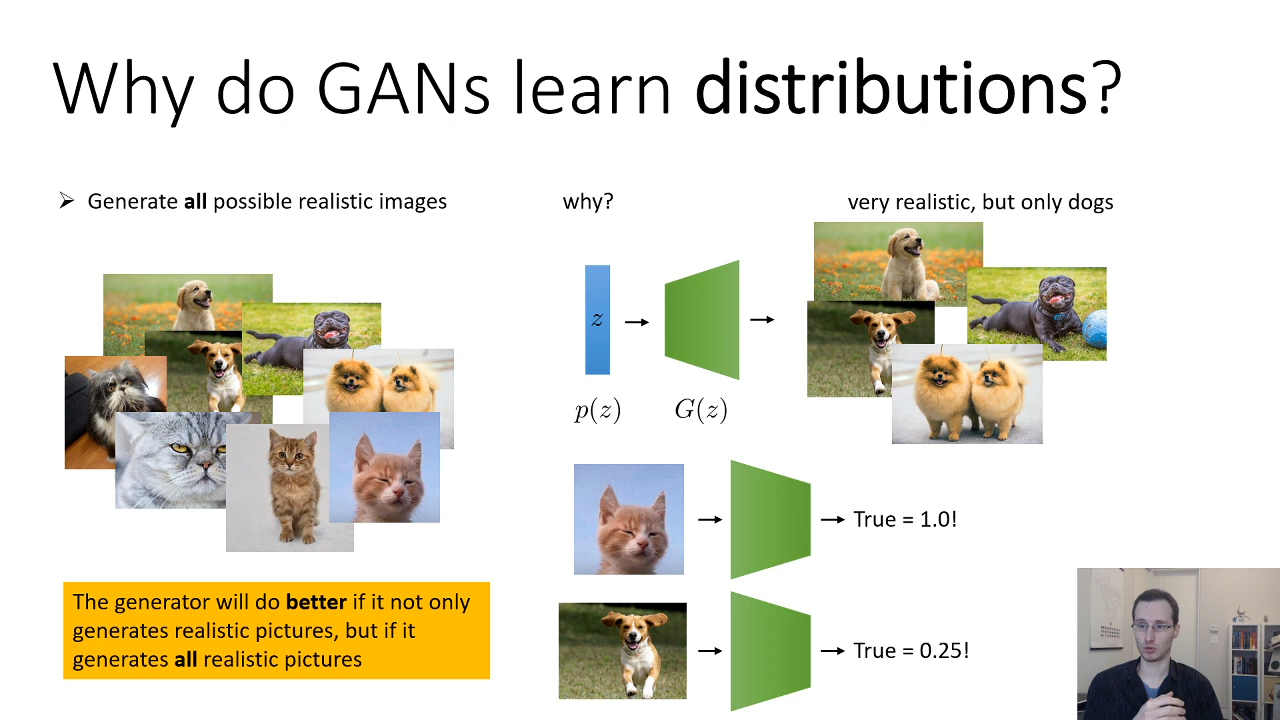 Why do GANs learn distributions?
➢ Generate all possible realistic images
why?
very realistic, but only dogs
z
p(z)
G(z)
True = 1.0!
True = 0.25!
The generator will do better if it not only
generates realistic pictures, but if it
generates all realistic pictures